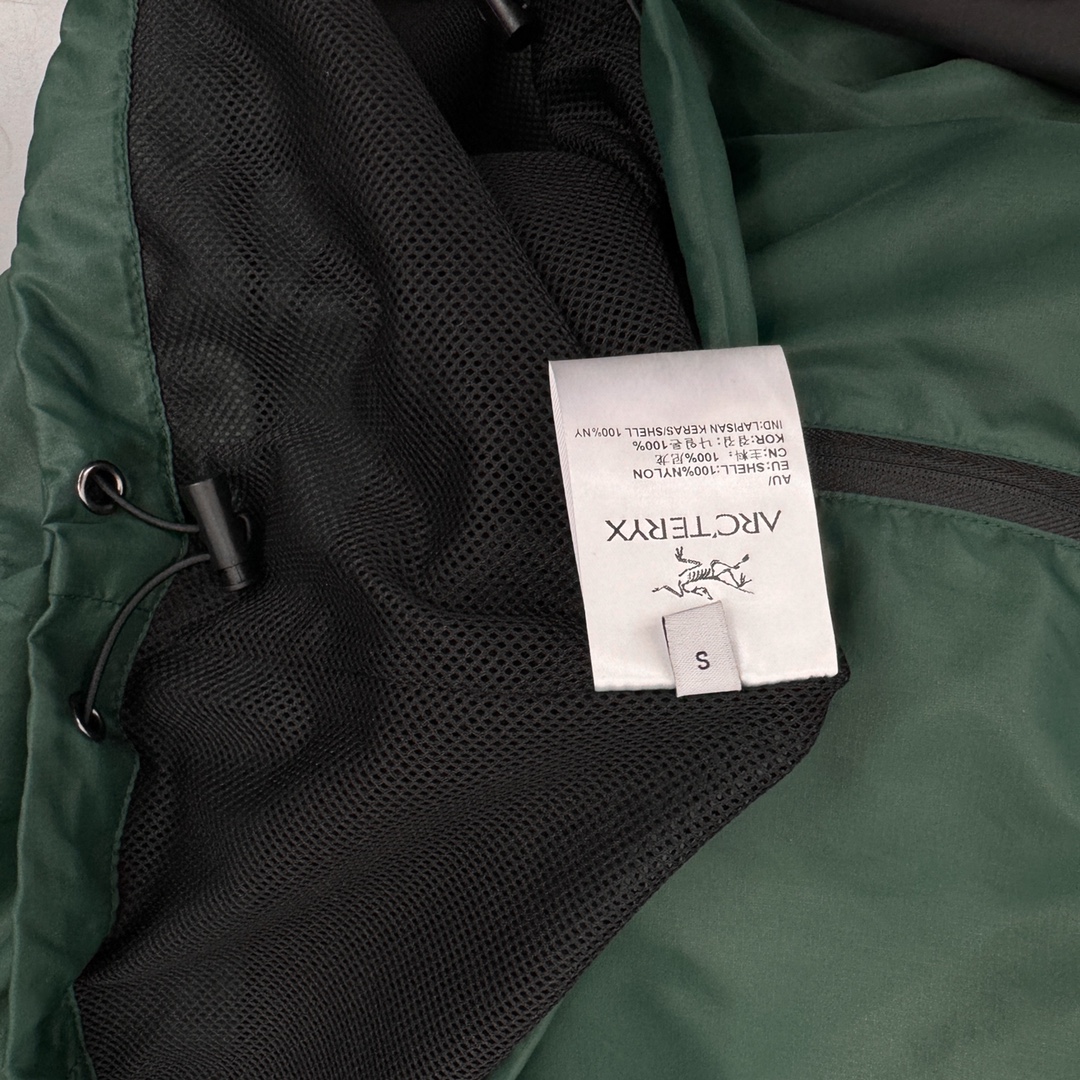 S
ARC'TERYX
AU/
EU:SHELL:100%NYLON
CN:主料：100%尼龙
KOR:겉감：나일론100%
IND:LAPISAN KERAS/SHELL 100%NY